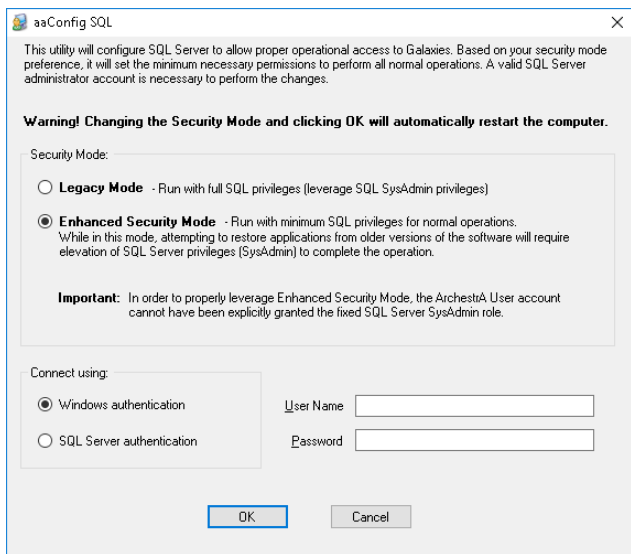 aaConfig SQL
This utility will configure SQL Server to allow proper operational access to Galaxies. Based on your security mode
preference, it will set the minimum necessary permissions to perform all normal operations. A valid SQL Server
administrator account is necessary to perform the changes.
Warning! Changing the Security Mode and clicking OK will automatically restart the computer.
Security Mode:
Legacy Mode - Run with full SQL privileges (leverage SQL SysAdmin privileges)
Enhanced Security Mode - Run with minimum SQL privileges for normal operations.
While in this mode, attempting to restore applications from older versions of the software will require
elevation of SQL Server privileges (SysAdmin) to complete the operation.
Important: In order to properly leverage Enhanced Security Mode, the ArchestrA User account
cannot have been explicitly granted the fixed SQL Server SysAdmin role.
Connect using:
Windows authentication
User Name
SQL Server authentication
Password
OK
Cancel